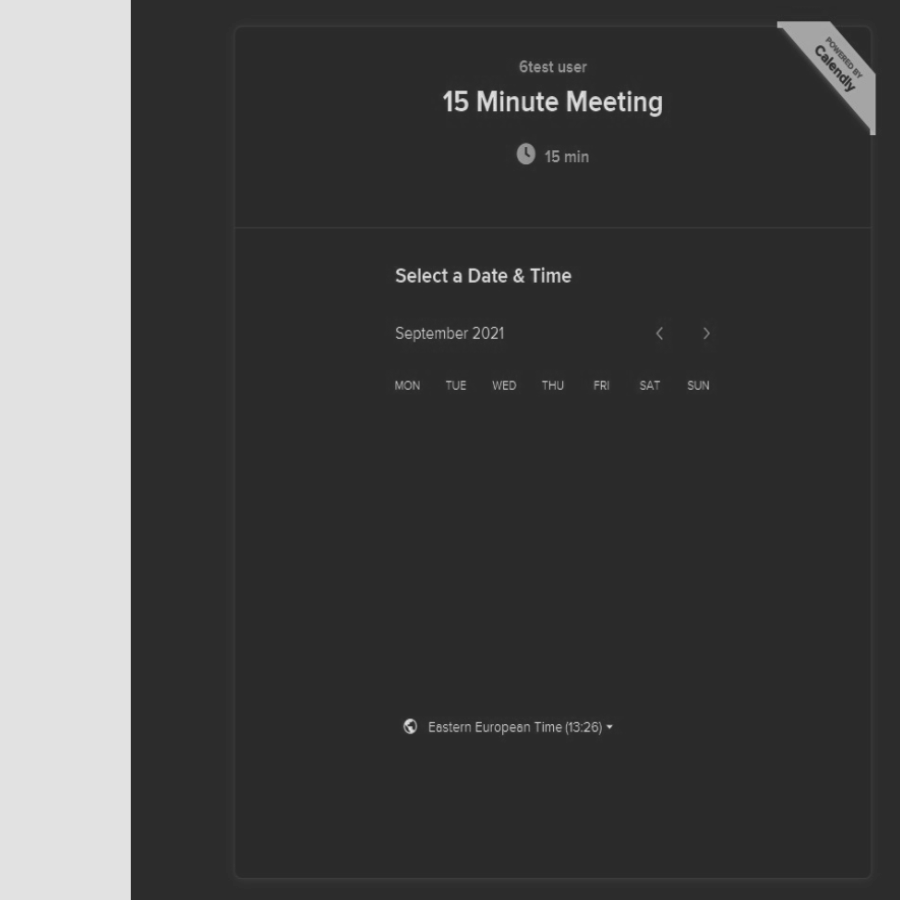 POWERED BY
Calendly
6test user
15 Minute Meeting
15 min
Select a Date & Time
September 2021
MON TUE WED THU FRI SAT SUN
Eastern European Time (13:26)